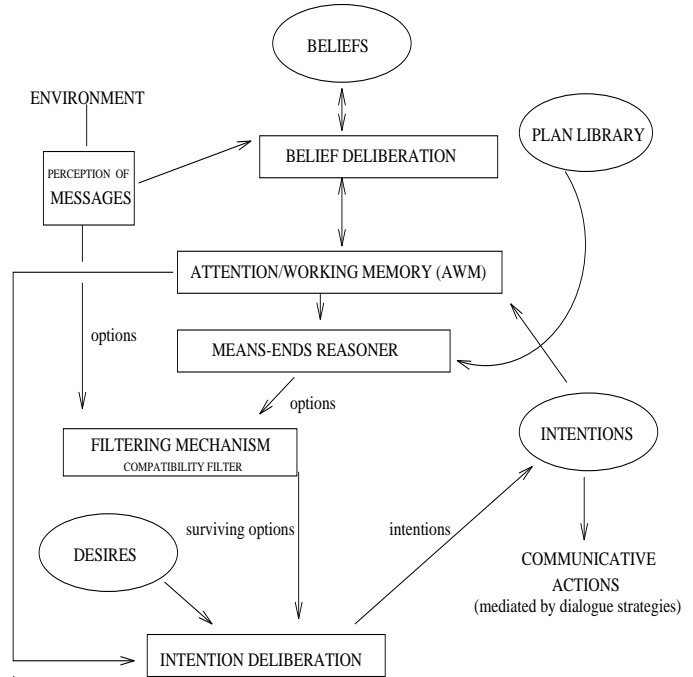 BELIEFS
ENVIRONMENT
PLAN LIBRARY
BELIEF DELIBERATION
PERCEPTION OF
MESSAGES
ATTENTION/WORKING MEMORY (AWM)
options
MEANS-ENDS REASONER
options
INTENTIONS
FILTERING MECHANISM
COMPATIBILITY FILTER
surviving options
intentions
DESIRES
COMMUNICATIVE
ACTIONS
(mediated by dialogue strategies)
INTENTION DELIBERATION